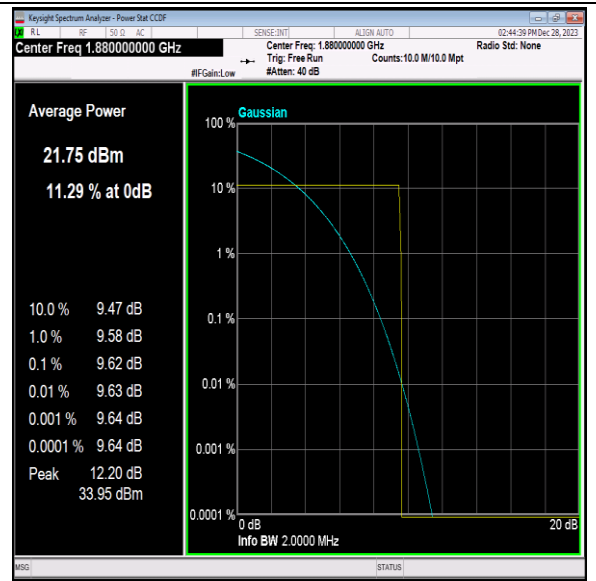 Keysight Spectrum Analyzer - Power Stat CCDF
RL RF 50 Ω AC SENSE:INT ALIGN AUTO 02:44:39 PM Dec 28, 2023
Center Freq 1.880000000 GHz
Center Freq: 1.880000000 GHz Radio Std: None
Trig: Free Run Counts:10.0 M/10.0 Mpt
#IFGain:Low #Atten: 40 dB
Average Power
21.75 dBm
11.29 % at 0dB
10.0 % 9.47 dB
1.0 % 9.58 dB
0.1 % 9.62 dB
0.01 % 9.63 dB
0.001 % 9.64 dB
0.0001 % 9.64 dB
Peak 12.20 dB
33.95 dBm
Gaussian
100 %
10 %
1 %
0.1 %
0.01 %
0.001 %
0.0001 %
0 dB 20 dB
Info BW 2.0000 MHz
MSG STATUS